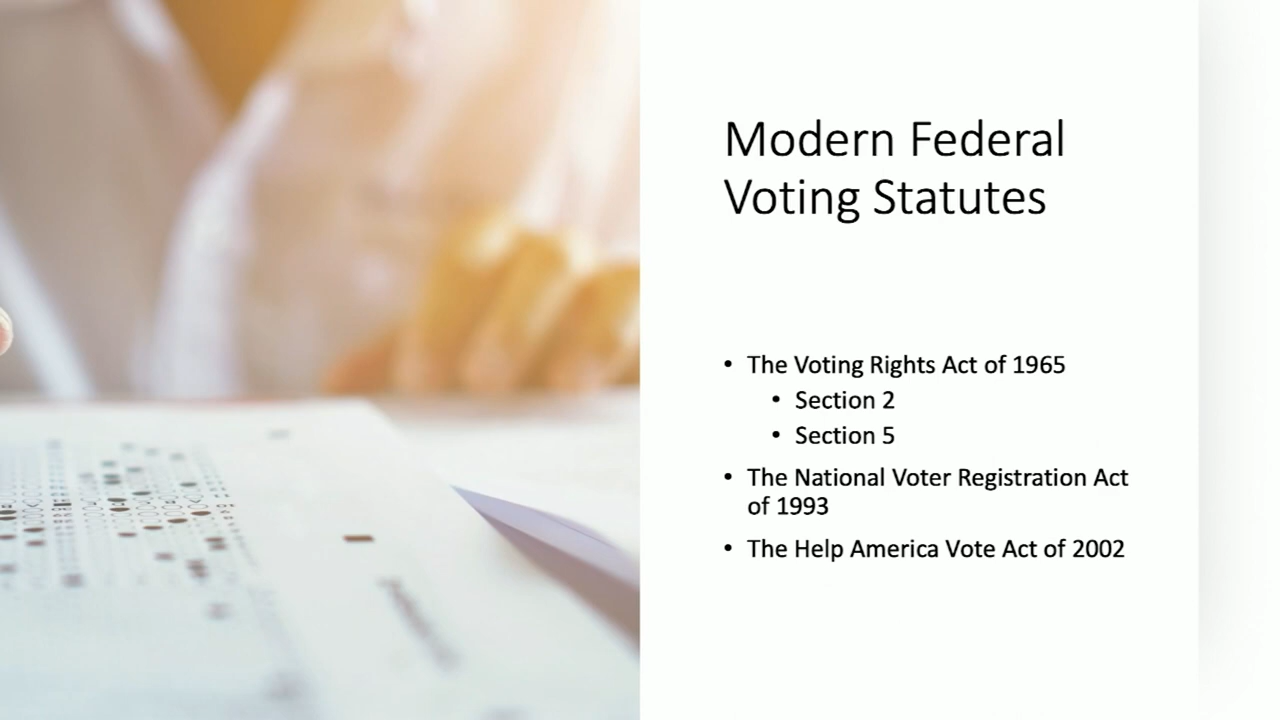 Modern Federal
Voting Statutes
• The Voting Rights Act of 1965
• Section 2
• Section 5
• The National Voter Registration Act
of 1993
• The Help America Vote Act of 2002